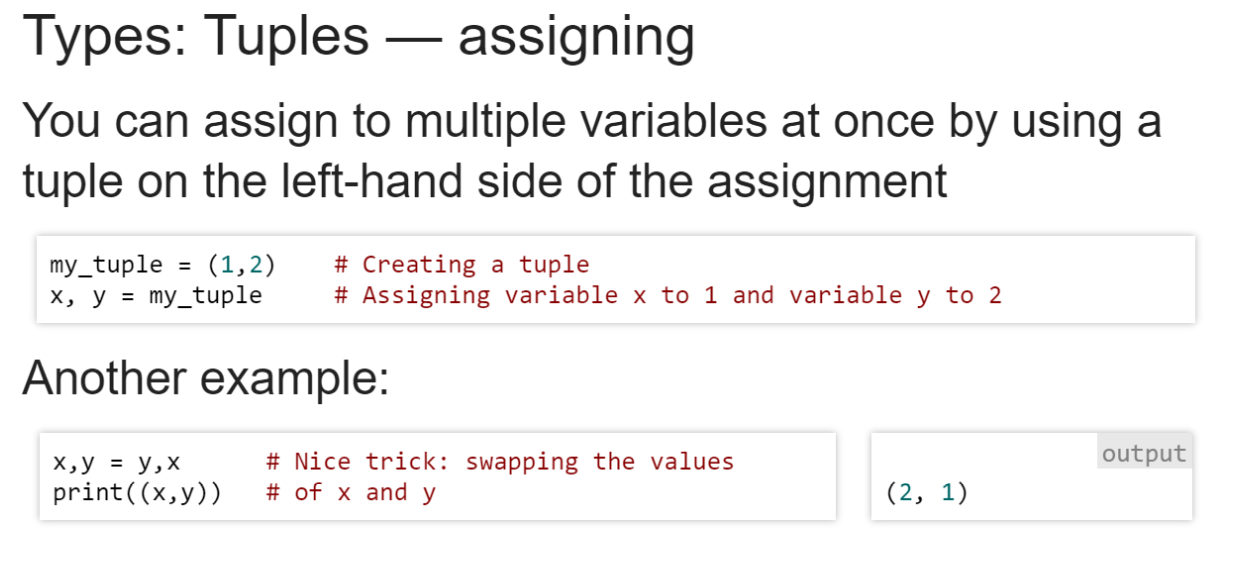 Types: Tuples — assigning
You can assign to multiple variables at once by using a
tuple on the left-hand side of the assignment
my_tuple = (1,2)    # Creating a tuple
x, y = my_tuple     # Assigning variable x to 1 and variable y to 2
Another example:
x,y = y,x      # Nice trick: swapping the values
print((x,y))   # of x and y
output
(2, 1)